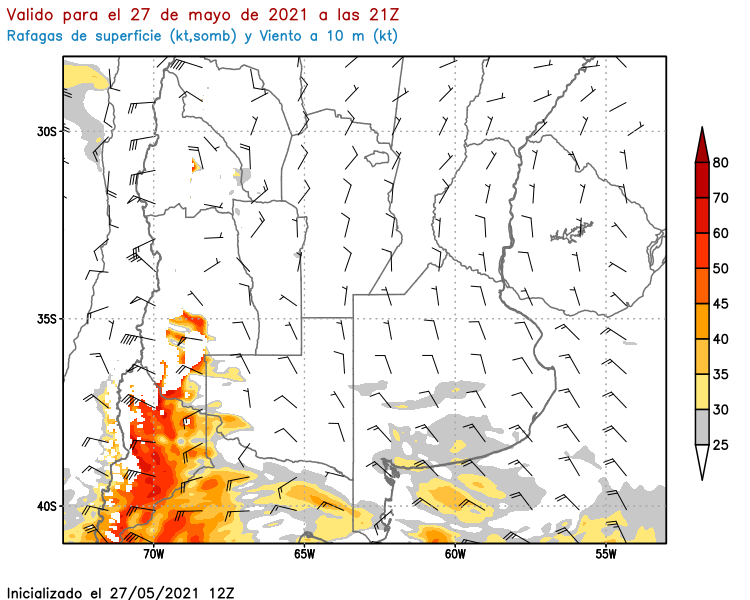 Valido para el 27 de mayo de 2021 a las 21Z
Rafagas de superficie (kt,somb) y Viento a 10 m (kt)
30S
35S
40S
70W
65W
60W
55W
80
70
60
50
45
40
35
30
25
Inicializado el 27/05/2021 12Z